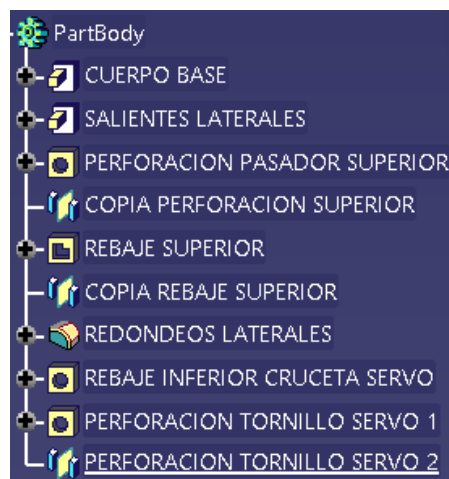 PartBody
CUERPO BASE
SALIENTES LATERALES
PERFORACION PASADOR SUPERIOR
COPIA PERFORACION SUPERIOR
REBAJE SUPERIOR
COPIA REBAJE SUPERIOR
REDONDEOS LATERALES
REBAJE INFERIOR CRUCETA SERVO
PERFORACION TORNILLO SERVO 1
PERFORACION TORNILLO SERVO 2